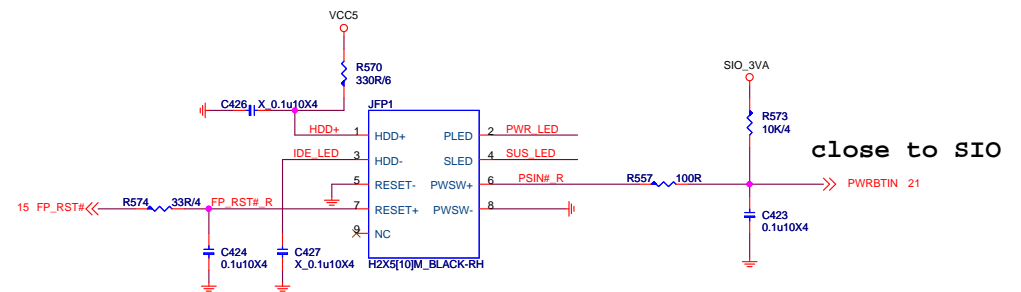 VCC5
R570
330R/6
SIO_3VA
C426
X_0.1u10X4
JFP1
R573
10K/4
HDD+
1
HDD+
PLED
2
PWR_LED
close to SIO
IDE_LED
3
HDD-
SLED
4
SUS_LED
5
RESET-
PWSW+
6
PSIN#_R
R557
100R
PWRBTIN 21
15 FP_RST#
R574
33R/4
FP_RST#_R
7
RESET+
PWSW-
8
C423
0.1u10X4
9
NC
C424
0.1u10X4
C427
X_0.1u10X4
H2X5[10]M_BLACK-RH